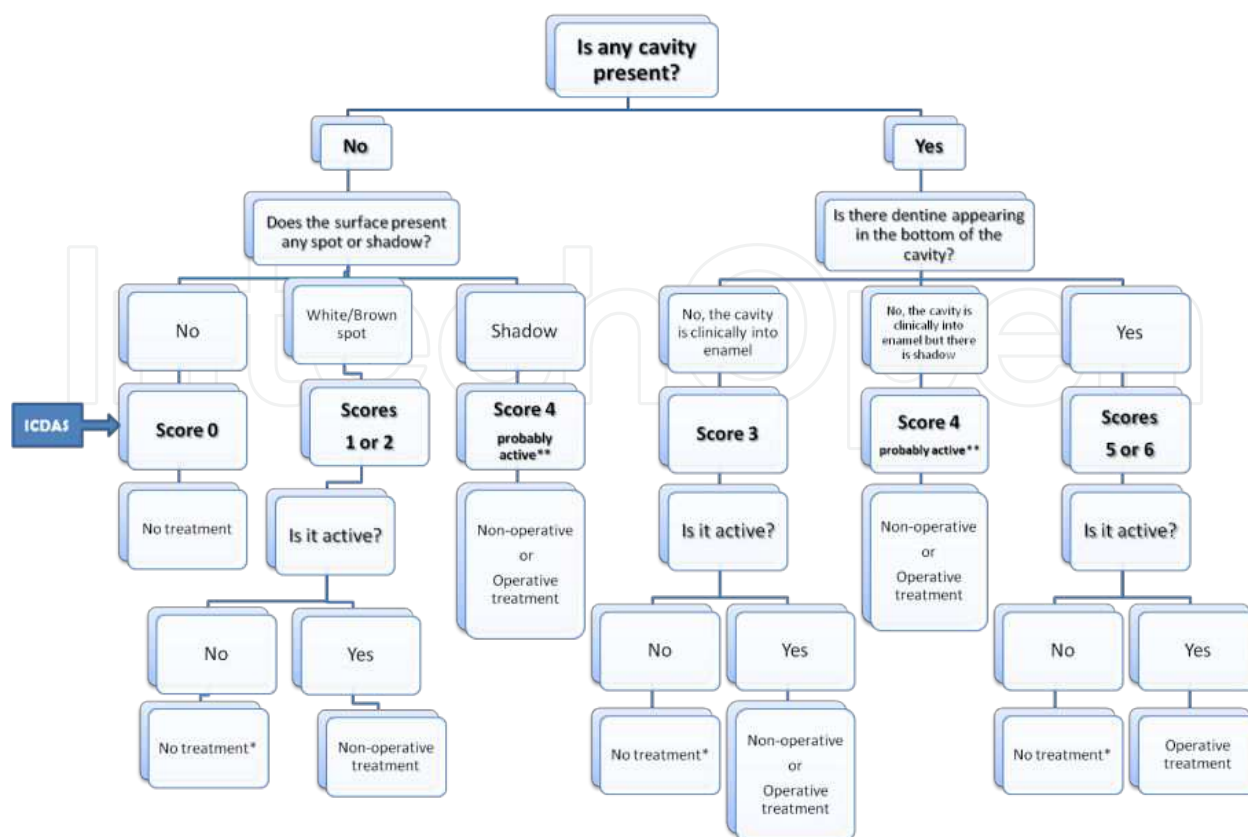 Is any cavity
present?
No
Yes
Does the surface present
any spot or shadow?
Is there dentine appearing
in the bottom of the
cavity?
No
White/Brown
spot
Shadow
No, the cavity
is clinically into
enamel
No, the cavity is
clinically into
enamel but there
is shadow
Yes
ICDAS
Score 0
Scores
1 or 2
Score 4
probably
active**
Score 3
Score 4
probably active**
Scores
5 or 6
No treatment
Is it active?
Non-operative
or
Operative
treatment
Is it active?
Non-operative
or
Operative
treatment
Is it active?
No
Yes
No
Yes
No
Yes
No treatment*
Non-operative
treatment
No treatment*
Non-operative
or
Operative
treatment
No treatment*
Operative
treatment
IntechOpen